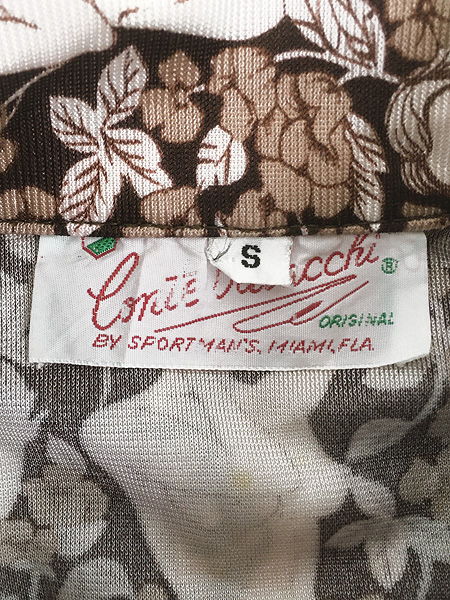 S
Conte
®
ORIGINAL
BY SPORTMAN'S, MIAMI, FLA.